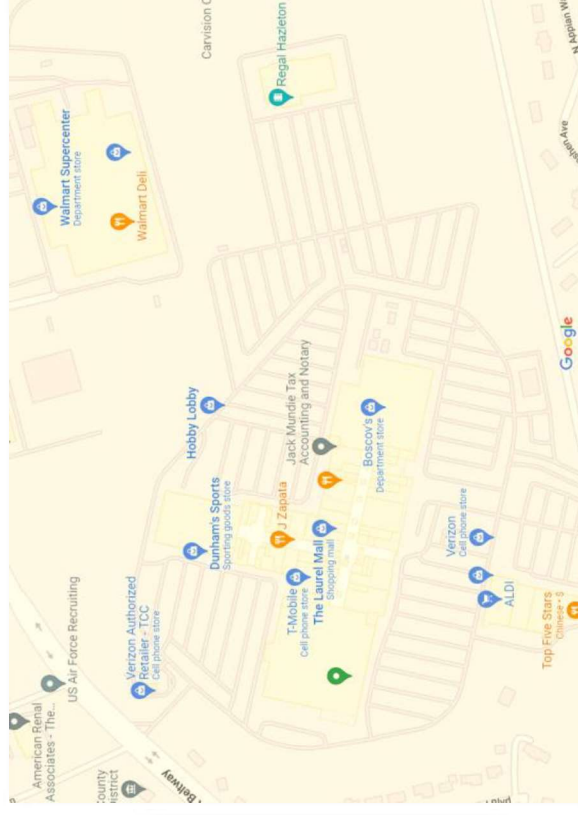 American Renal
Associates - The...
US Air Force Recruiting
County
District
Beltway
Verizon Authorized
Retailer - TCC
Cell phone store
Dunham's Sports
Sporting goods store
Hobby Lobby
Walmart Supercenter
Department store
Walmart Deli
Carvision C
Regal Hazleton
J Zapata
T-Mobile
Cell phone store
The Laurel Mall
Shopping mall
Jack Mundie Tax
Accounting and Notary
Boscov's
Department store
Verizon
Cell phone store
ALDI
Top Five Stars
Chinese • $
Google
N Appian W